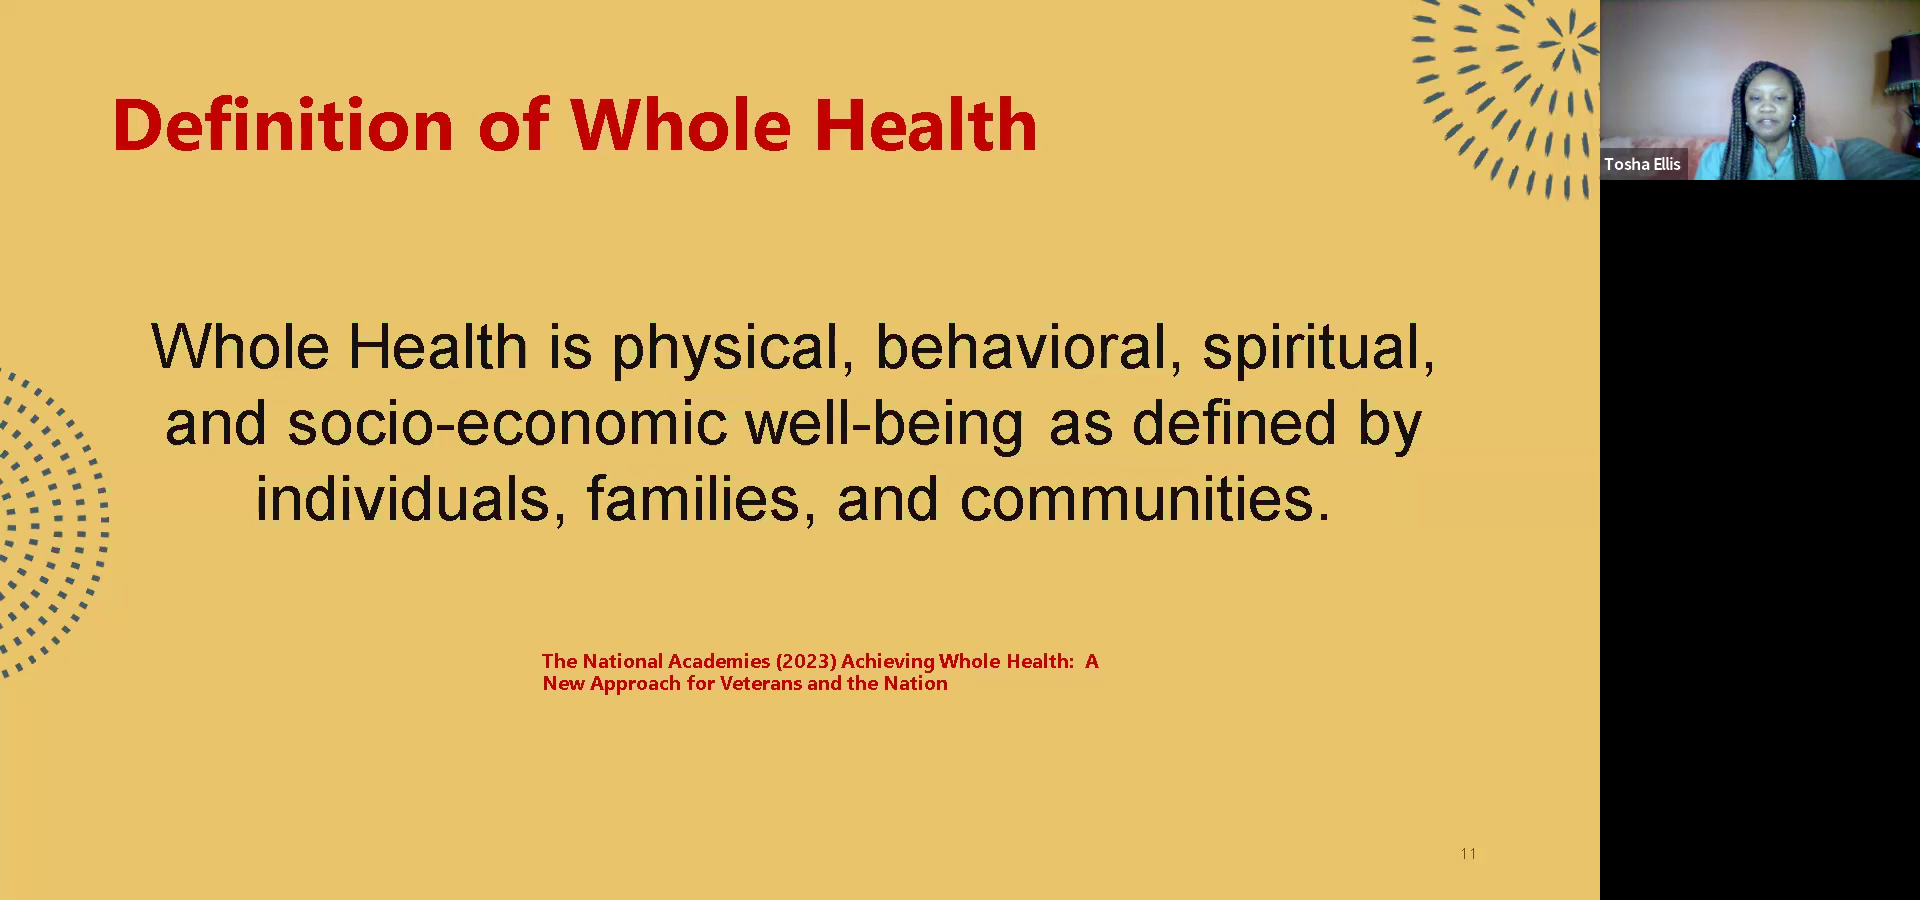 Definition of Whole Health
Whole Health is physical, behavioral, spiritual,
and socio-economic well-being as defined by
individuals, families, and communities.
The National Academies (2023) Achieving Whole Health:  A
New Approach for Veterans and the Nation
11
Tosha Ellis